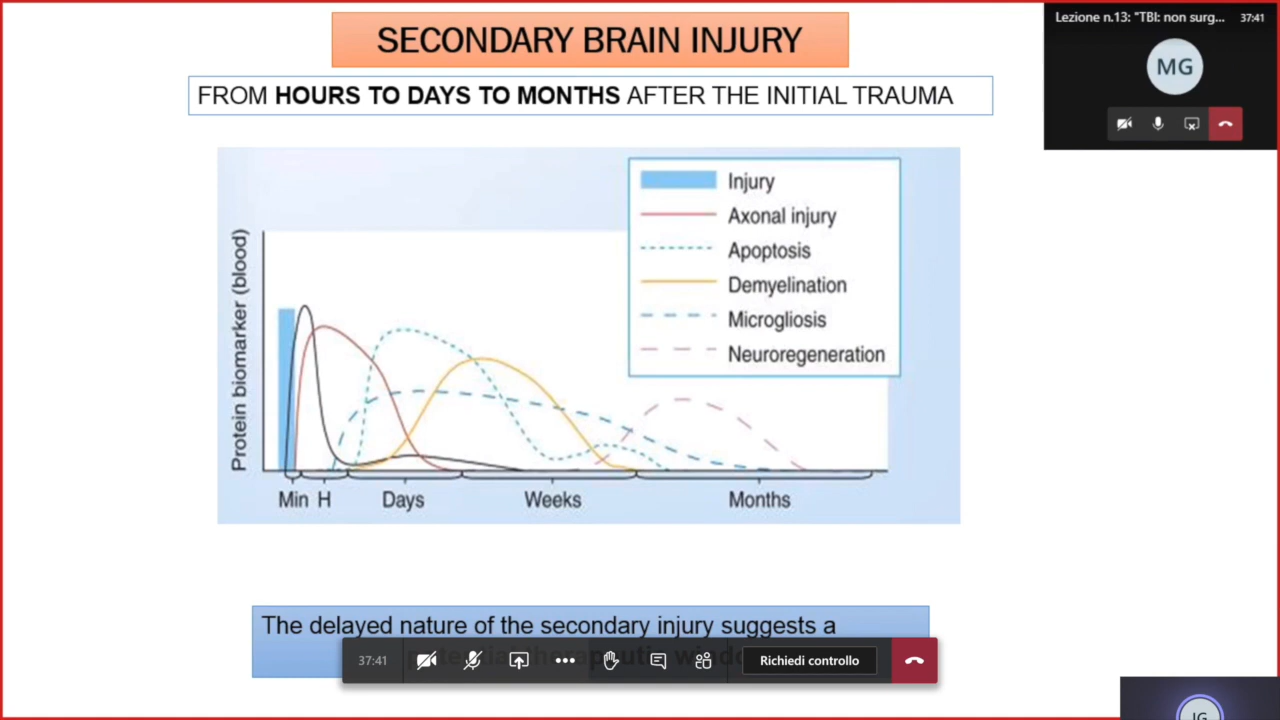 SECONDARY BRAIN INJURY
FROM HOURS TO DAYS TO MONTHS AFTER THE INITIAL TRAUMA
Lezione n.13: "TBI: non surg... 37:41
MG
Injury
Axonal injury
Apoptosis
Demyelination
Microgliosis
Neuroregeneration
Protein biomarker (blood)
Min H Days Weeks Months
The delayed nature of the secondary injury suggests a
37:41
Richiedi controllo